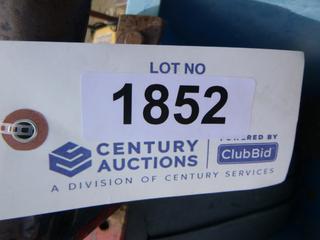 LOT NO
1852
CENTURY
AUCTIONS
POWERED BY
ClubBid
A DIVISION OF CENTURY SERVICES